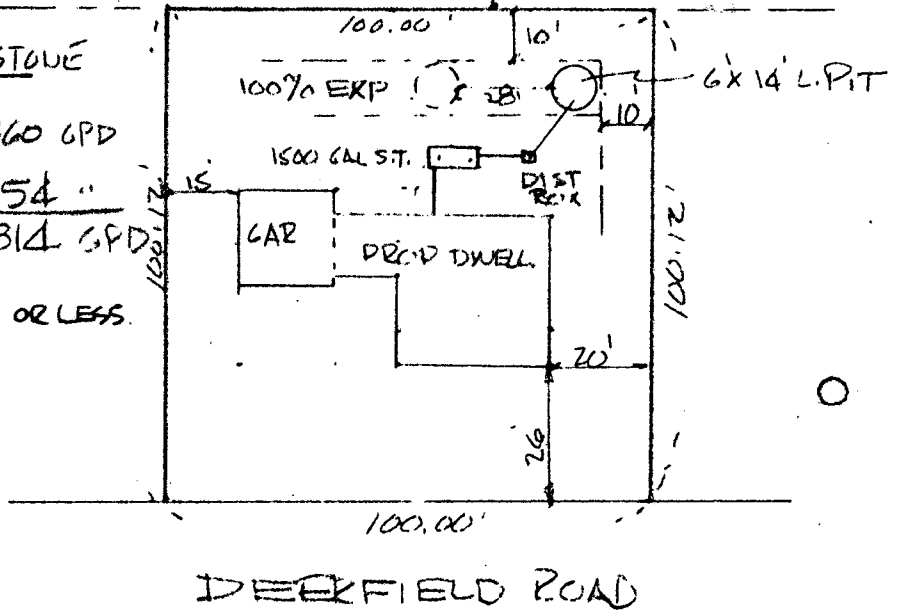 100.00'
STONE
10'
100% EXP
28'
6'X 14' L.PIT
10'
60 GPD
1500 GAL S.T.
DIST
BOX
54 "
15'
314 GPD
100.12'
GAR
PROP DWELL.
100.12'
OR LESS.
20'
26
100.00'
DEERFIELD ROAD